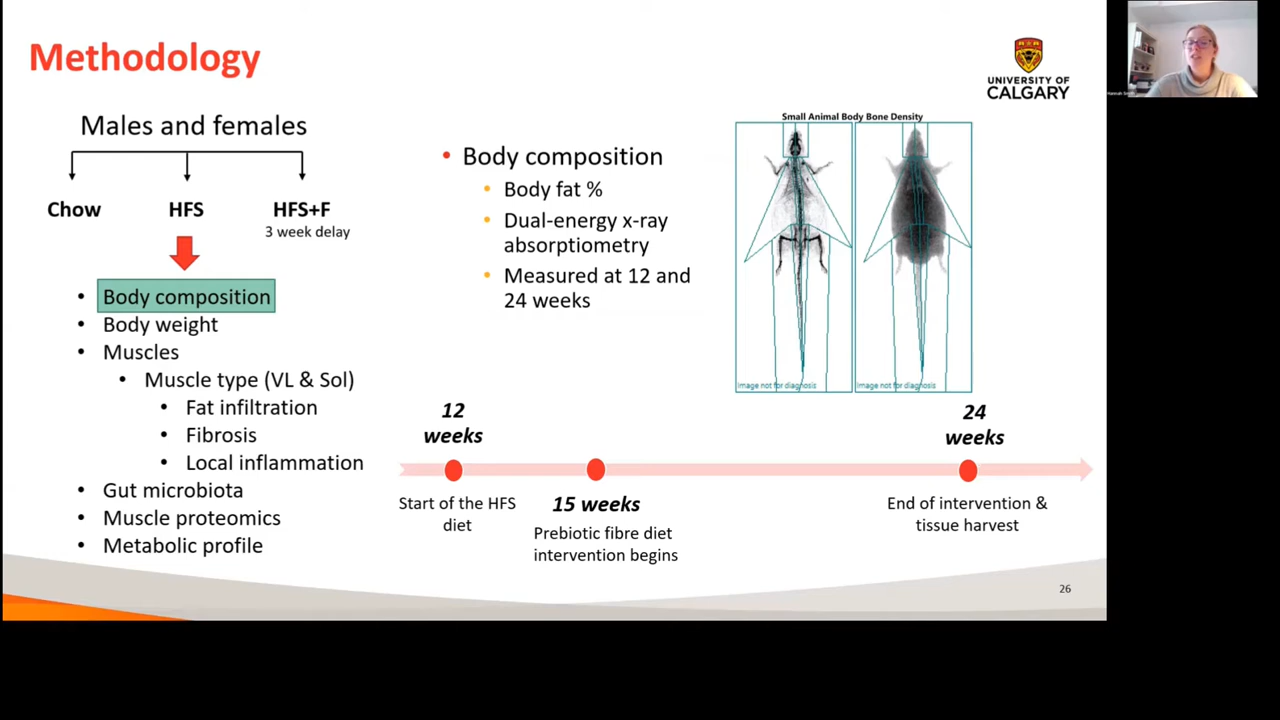 Methodology
UNIVERSITY OF
CALGARY
Males and females
Chow
HFS
HFS+F
3 week delay
• Body composition
• Body weight
• Muscles
• Muscle type (VL & Sol)
• Fat infiltration
• Fibrosis
• Local inflammation
• Gut microbiota
• Muscle proteomics
• Metabolic profile
• Body composition
• Body fat %
• Dual-energy x-ray
absorptiometry
• Measured at 12 and
24 weeks
Small Animal Body Bone Density
Image not for diagnosis
Image not for diagnosis
12
weeks
Start of the HFS
diet
15 weeks
Prebiotic fibre diet
intervention begins
24
weeks
End of intervention &
tissue harvest
26